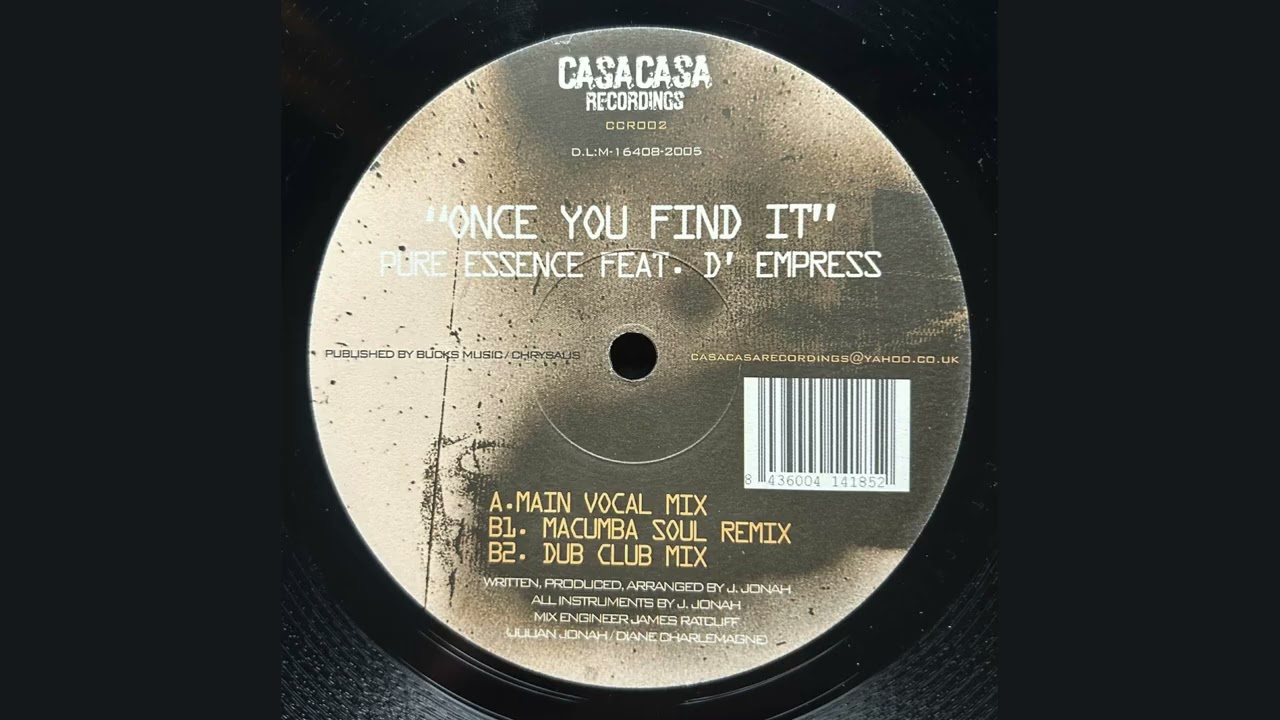 CASACASA
RECORDINGS
CCR002
D.L:M-16408-2005
"ONCE YOU FIND IT"
PURE ESSENCE FEAT. D' EMPRESS
PUBLISHED BY BUCKS MUSIC / CHRYSALIS
CASACASARECORDINGS@YAHOO.CO.UK
8 436004 141852
A.MAIN VOCAL MIX
B1. MACUMBA SOUL REMIX
B2. DUB CLUB MIX
WRITTEN, PRODUCED, ARRANGED BY J. JONAH
ALL INSTRUMENTS BY J. JONAH
MIX ENGINEER JAMES RATCLIFF
(JULIAN JONAH / DIANE CHARLEMAGNE)